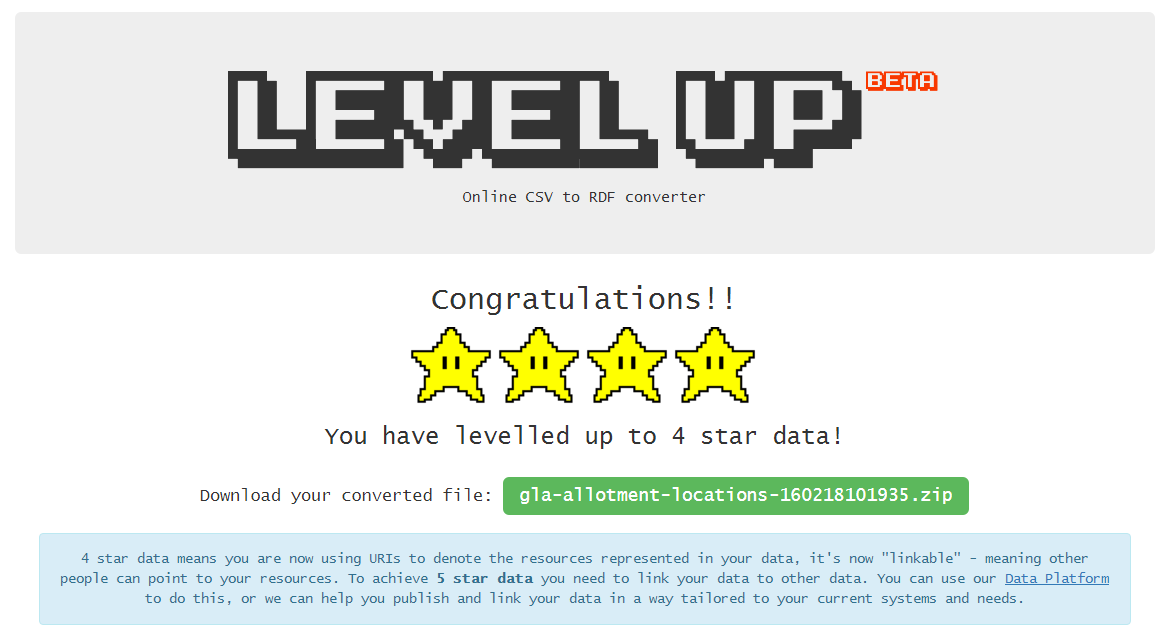 LEVEL UP BETA
Online CSV to RDF converter
Congratulations!!
You have levelled up to 4 star data!
Download your converted file: gla-allotment-locations-160218101935.zip
4 star data means you are now using URIs to denote the resources represented in your data, it's now "linkable" - meaning other
people can point to your resources. To achieve 5 star data you need to link your data to other data. You can use our Data Platform
to do this, or we can help you publish and link your data in a way tailored to your current systems and needs.